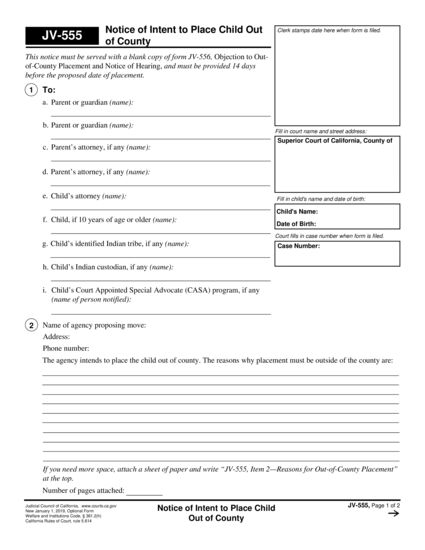 JV-555
Notice of Intent to Place Child Out
of County
Clerk stamps date here when form is filed.
This notice must be served with a blank copy of form JV-556, Objection to Out-
of-County Placement and Notice of Hearing, and must be provided 14 days
before the proposed date of placement.
1 To:
a. Parent or guardian (name):
b. Parent or guardian (name):
c. Parent's attorney, if any (name):
d. Parent's attorney, if any (name):
e. Child's attorney (name):
f. Child, if 10 years of age or older (name):
g. Child's identified Indian tribe, if any (name):
h. Child's Indian custodian, if any (name):
i. Child's Court Appointed Special Advocate (CASA) program, if any
(name of person notified):
Fill in court name and street address:
Superior Court of California, County of
Fill in child's name and date of birth:
Child's Name:
Date of Birth:
Court fills in case number when form is filed.
Case Number:
2 Name of agency proposing move:
Address:
Phone number:
The agency intends to place the child out of county. The reasons why placement must be outside of the county are:
If you need more space, attach a sheet of paper and write “JV-555, Item 2—Reasons for Out-of-County Placement”
at the top.
Number of pages attached:
Judicial Council of California, www.courts.ca.gov
New January 1, 2019, Optional Form
Welfare and Institutions Code, § 361.2(h)
California Rules of Court, rule 5.614
Notice of Intent to Place Child
Out of County
JV-555, Page 1 of 2